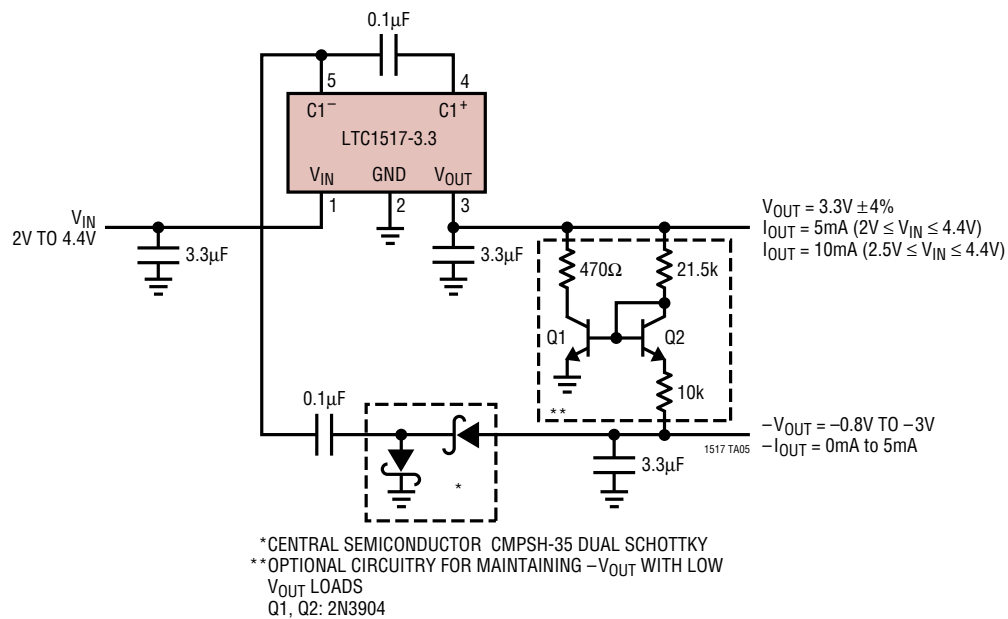 0.1µF
5
4
C1⁻
C1⁺
LTC1517-3.3
V_IN
GND
V_OUT
1
2
3
V_IN
2V TO 4.4V
3.3µF
3.3µF
V_OUT = 3.3V ±4%
I_OUT = 5mA (2V ≤ V_IN ≤ 4.4V)
I_OUT = 10mA (2.5V ≤ V_IN ≤ 4.4V)
470Ω
21.5k
Q1
Q2
10k
**
0.1µF
*
3.3µF
1517 TA05
–V_OUT = –0.8V TO –3V
–I_OUT = 0mA to 5mA
*CENTRAL SEMICONDUCTOR CMPSH-35 DUAL SCHOTTKY
**OPTIONAL CIRCUITRY FOR MAINTAINING –V_OUT WITH LOW
V_OUT LOADS
Q1, Q2: 2N3904